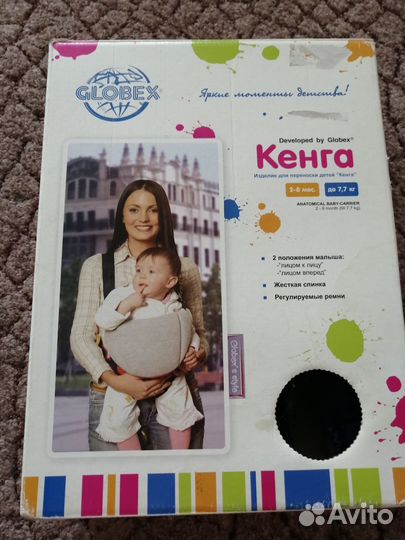 GLOBEX®
Яркие моменты детства!
Developed by Globex®
Кенга
Изделие для переноски детей "Кенга"
2-8 мес. до 7,7 кг
ANATOMICAL BABY-CARRIER
2 - 8 month (till 7,7 kg)
2 положения малыша:
-"лицом к лицу"
-"лицом вперед"
Жесткая спинка
Регулируемые ремни
Globex's style
Avito